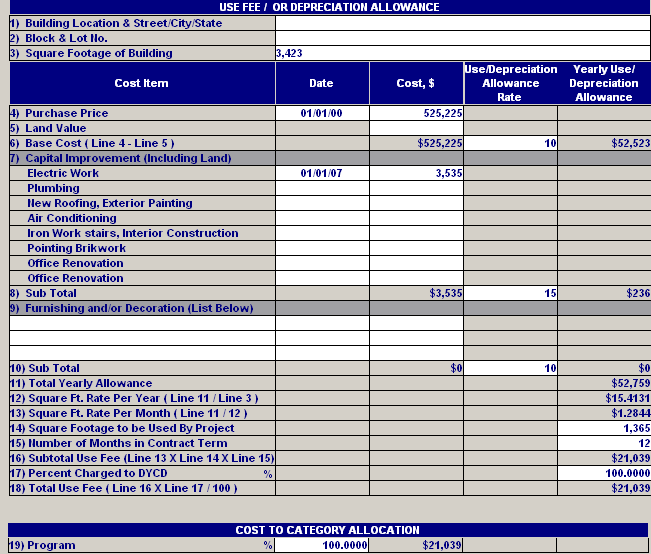 USE FEE / OR DEPRECIATION ALLOWANCE
1) Building Location & Street/City/State
2) Block & Lot No.
3) Square Footage of Building 3,423
Cost Item Date Cost, $ Use/Depreciation Allowance Rate Yearly Use/ Depreciation Allowance
4) Purchase Price 01/01/00 525,225
5) Land Value
6) Base Cost ( Line 4 - Line 5 ) $525,225 10 $52,523
7) Capital Improvement (Including Land)
Electric Work 01/01/07 3,535
Plumbing
New Roofing, Exterior Painting
Air Conditioning
Iron Work stairs, Interior Construction
Pointing Brikwork
Office Renovation
Office Renovation
8) Sub Total $3,535 15 $236
9) Furnishing and/or Decoration (List Below)
10) Sub Total $0 10 $0
11) Total Yearly Allowance $52,759
12) Square Ft. Rate Per Year ( Line 11 / Line 3 ) $15.4131
13) Square Ft. Rate Per Month ( Line 11 / 12 ) $1.2844
14) Square Footage to be Used By Project 1,365
15) Number of Months in Contract Term 12
16) Subtotal Use Fee (Line 13 X Line 14 X Line 15) $21,039
17) Percent Charged to DYCD % 100.0000
18) Total Use Fee ( Line 16 X Line 17 / 100 ) $21,039
COST TO CATEGORY ALLOCATION
19) Program % 100.0000 $21,039